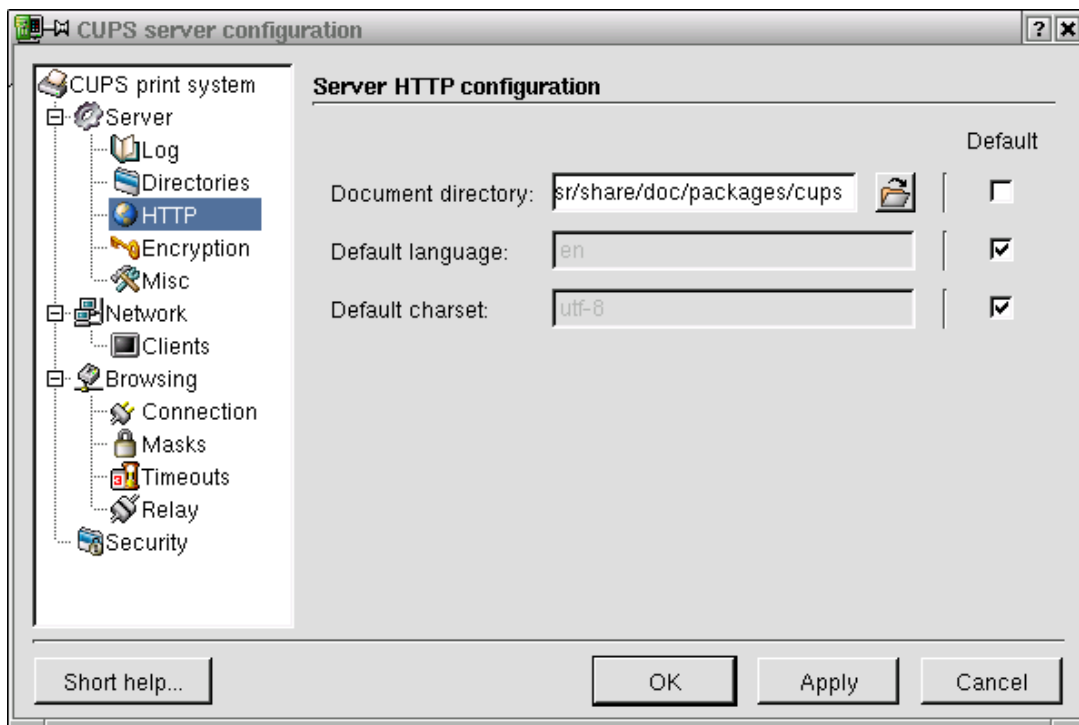 CUPS server configuration
CUPS print system
Server
Log
Directories
HTTP
Encryption
Misc
Network
Clients
Browsing
Connection
Masks
Timeouts
Relay
Security
Server HTTP configuration
Default
Document directory: sr/share/doc/packages/cups
Default language: en
Default charset: utf-8
Short help...
OK
Apply
Cancel